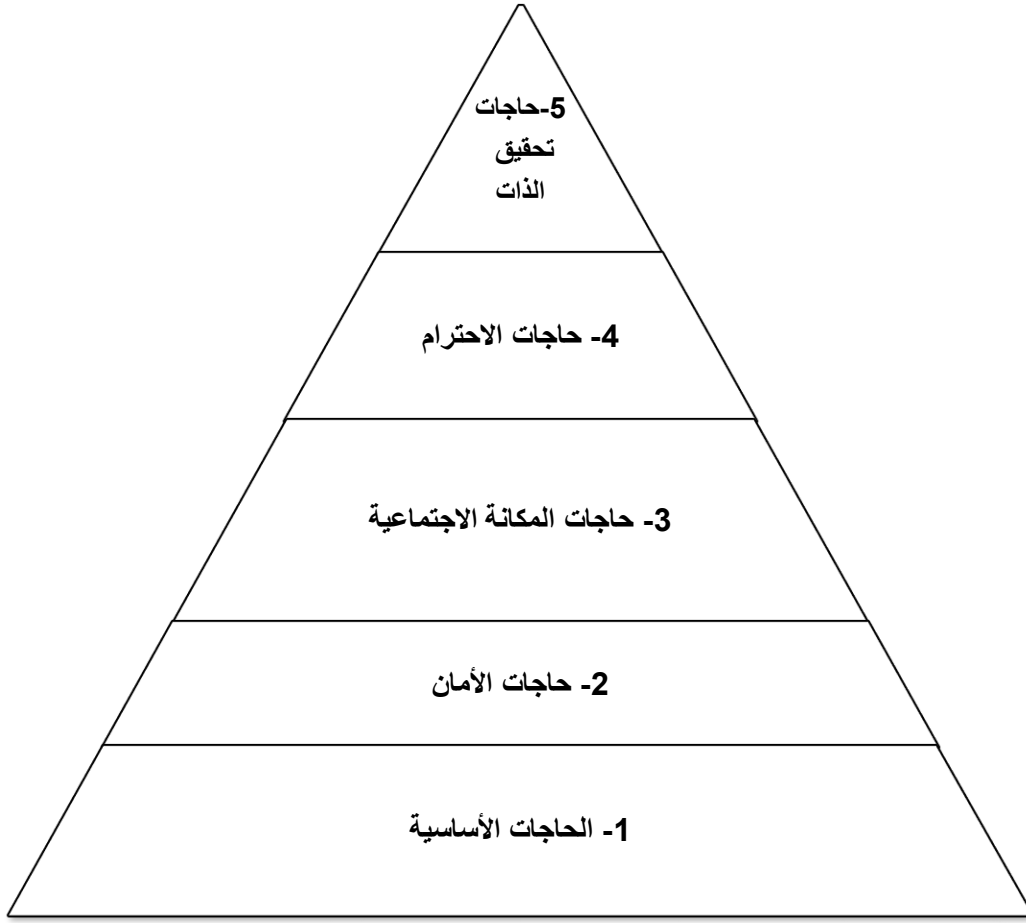 5-حاجات
تحقيق
الذات
4- حاجات الاحترام
3- حاجات المكانة الاجتماعية
2- حاجات الأمان
1- الحاجات الأساسية